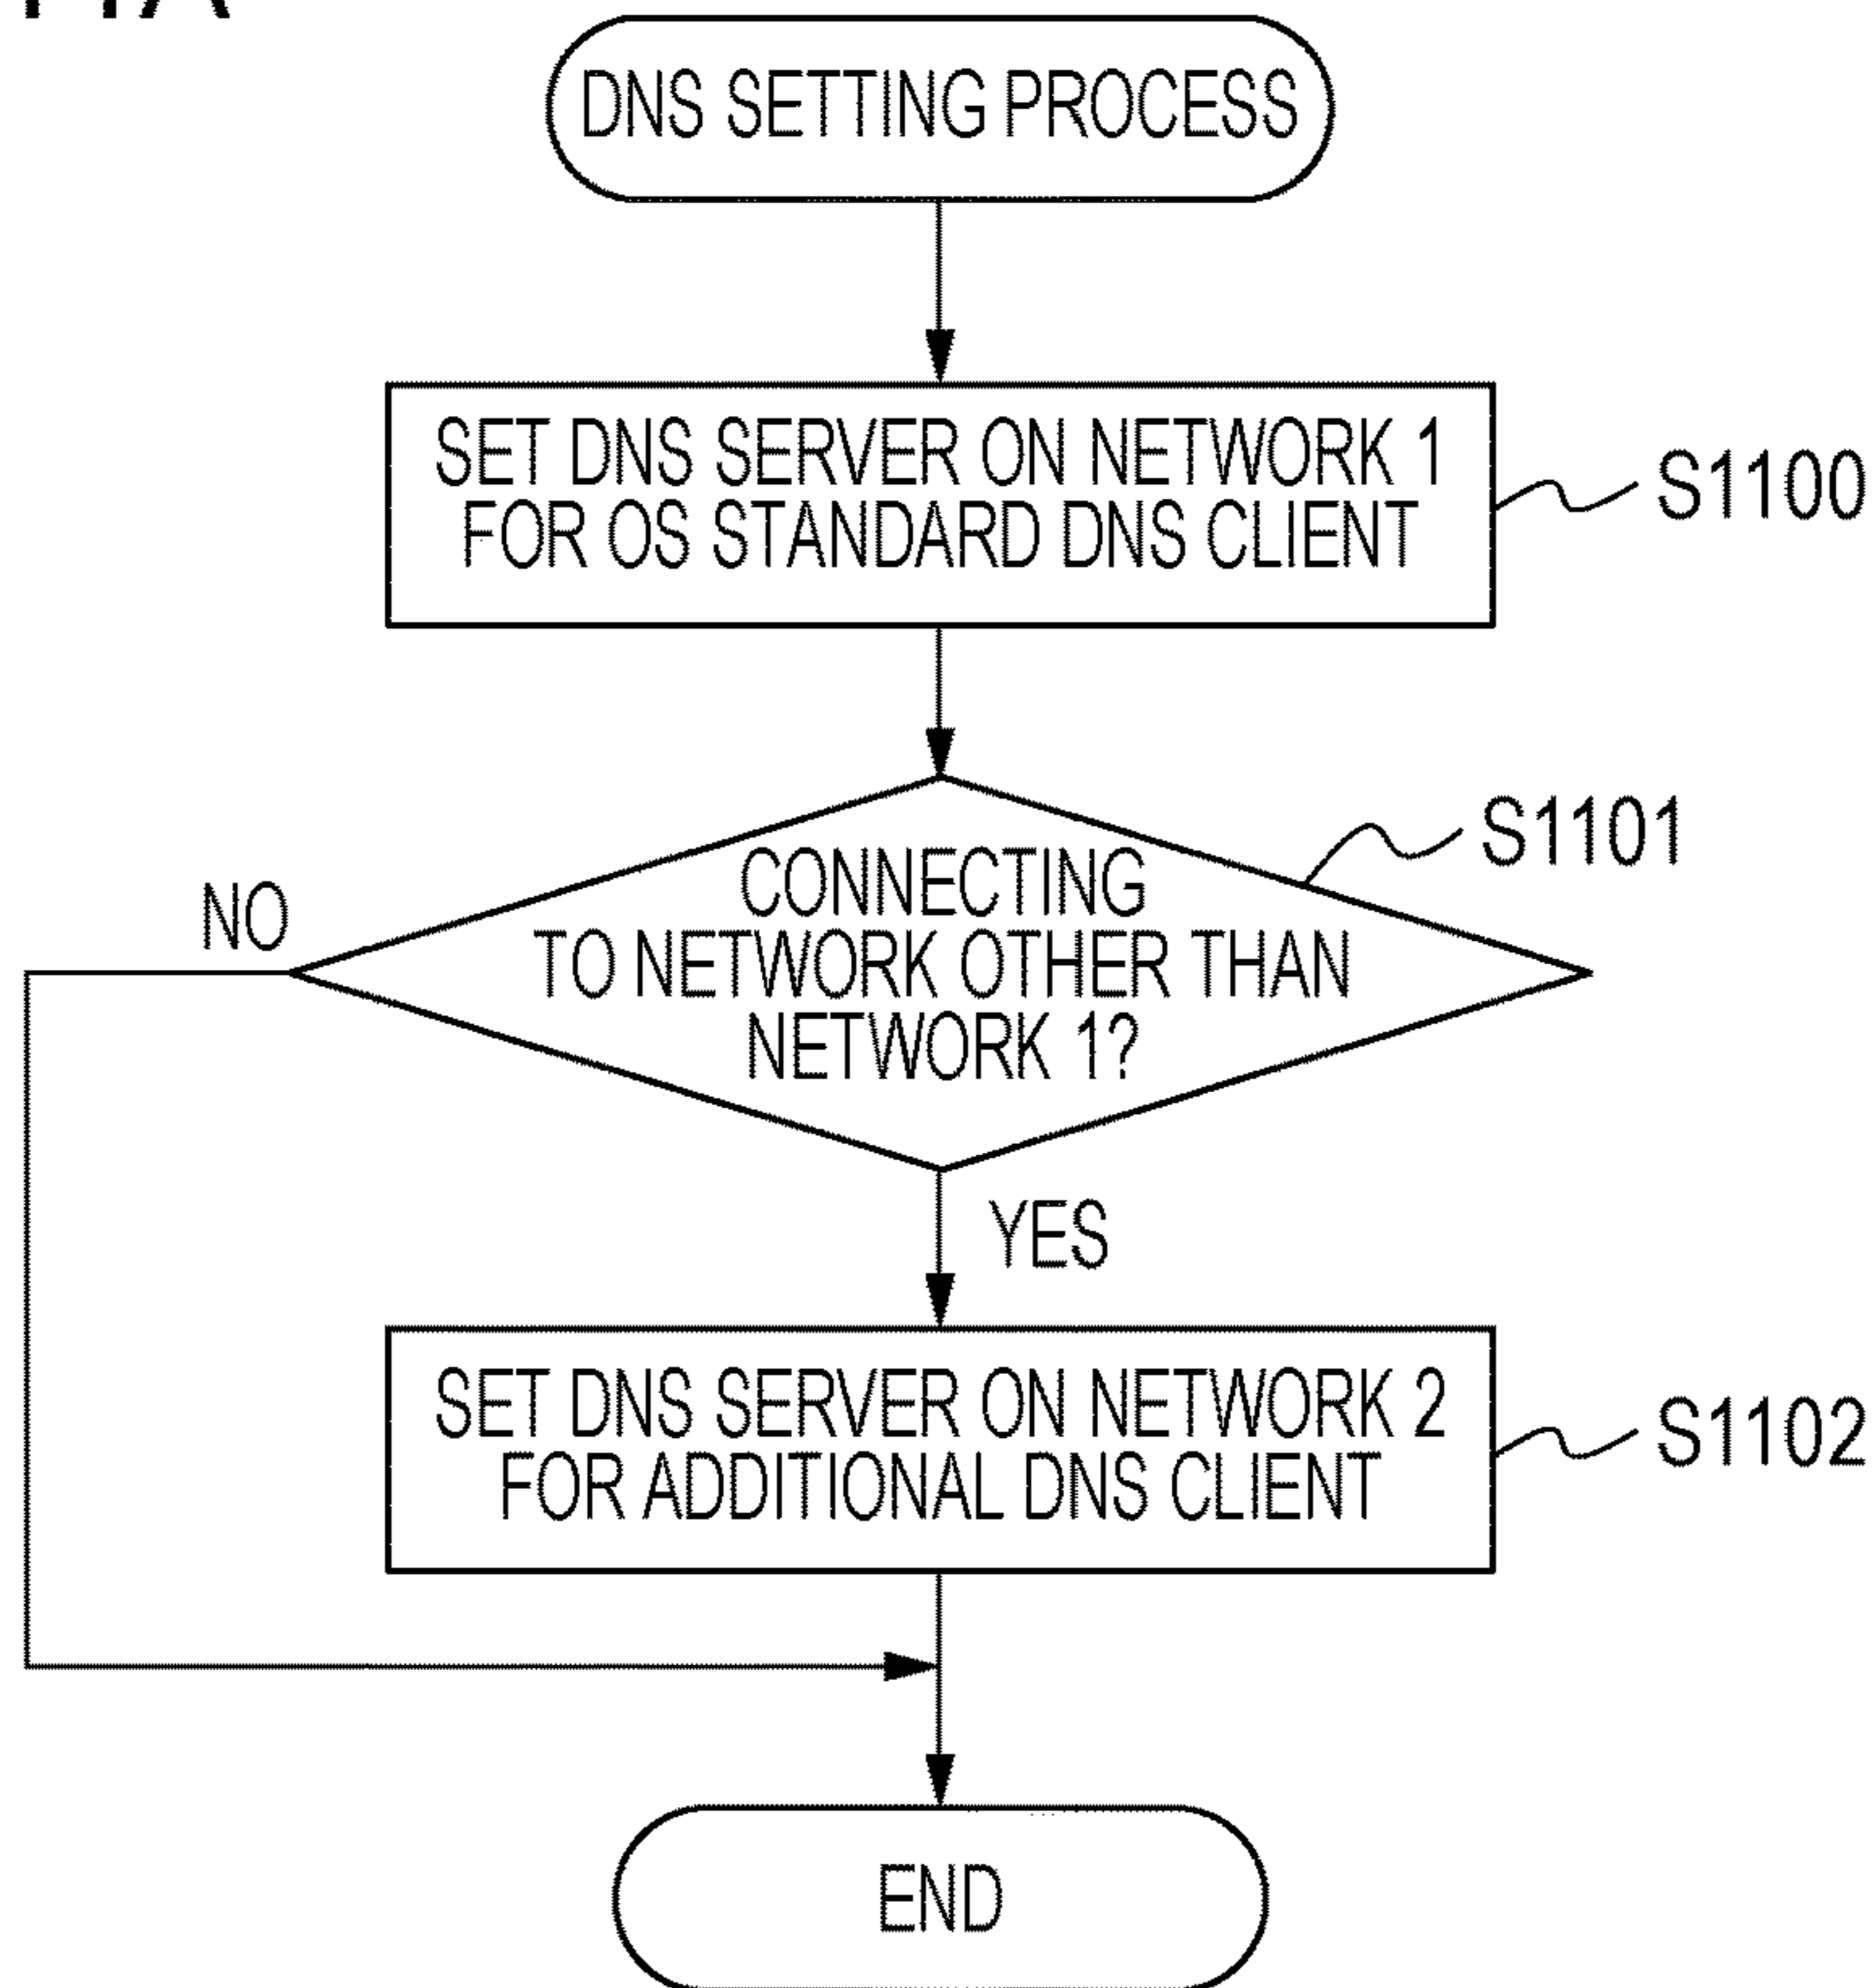 DNS SETTING PROCESS
SET DNS SERVER ON NETWORK 1
FOR OS STANDARD DNS CLIENT
S1100
S1101
CONNECTING
TO NETWORK OTHER THAN
NETWORK 1?
NO
YES
SET DNS SERVER ON NETWORK 2
FOR ADDITIONAL DNS CLIENT
S1102
END